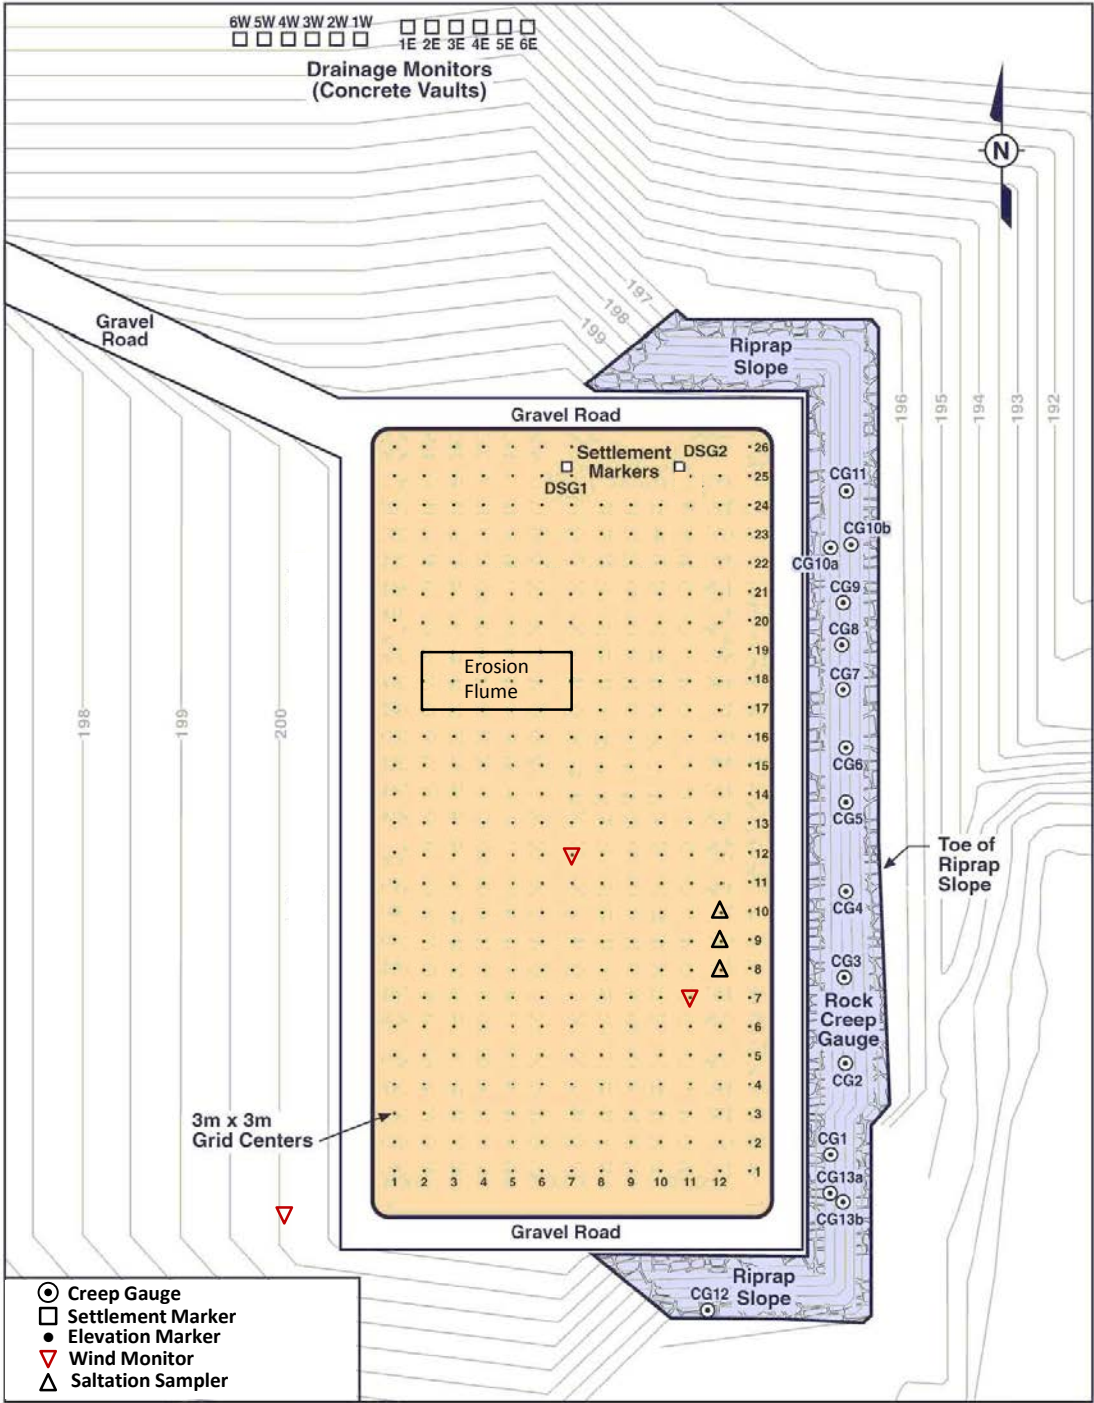 6W 5W 4W 3W 2W 1W
1E 2E 3E 4E 5E 6E
Drainage Monitors
(Concrete Vaults)
N
197
198
199
Gravel
Road
Riprap
Slope
Gravel Road
196
195
194
193
192
Settlement
Markers
DSG2
DSG1
26
25
24
23
22
21
20
19
18
17
16
15
14
13
12
11
10
9
8
7
6
5
4
3
2
1
CG11
CG10b
CG10a
CG9
CG8
CG7
CG6
CG5
CG4
CG3
Rock
Creep
Gauge
CG2
CG1
CG13a
CG13b
Erosion
Flume
198
199
200
Toe of
Riprap
Slope
3m x 3m
Grid Centers
1 2 3 4 5 6 7 8 9 10 11 12
Gravel Road
Riprap
Slope
CG12
Creep Gauge
Settlement Marker
Elevation Marker
Wind Monitor
Saltation Sampler